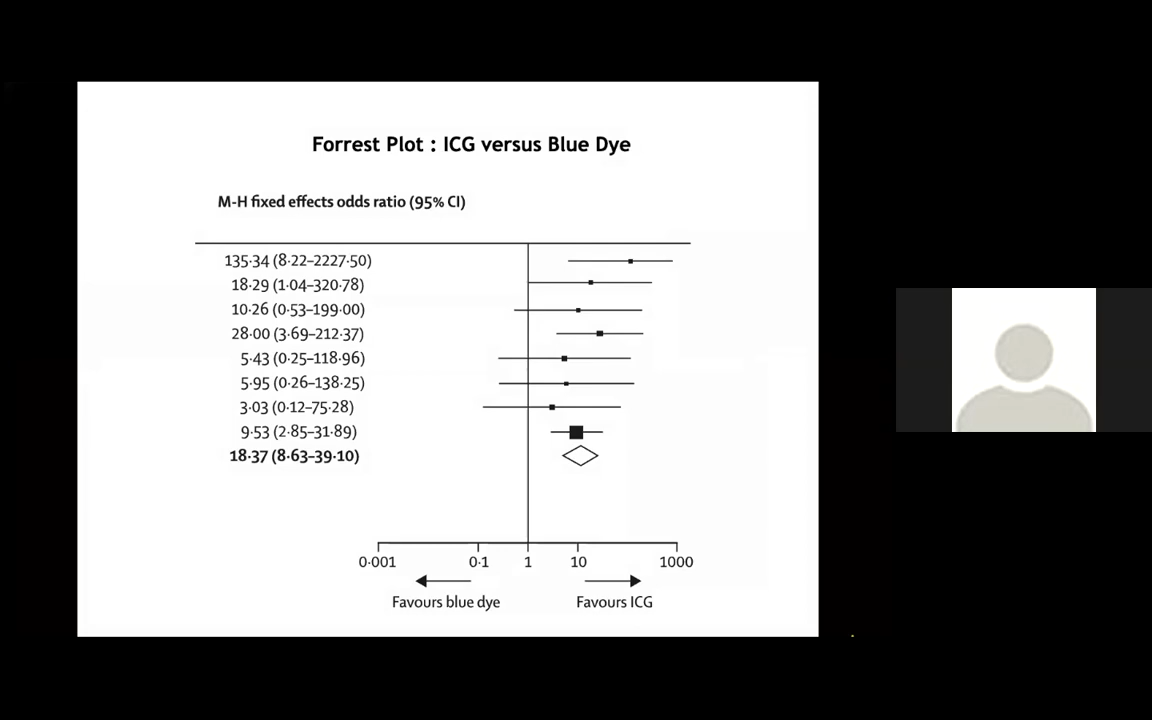 Forrest Plot : ICG versus Blue Dye
M-H fixed effects odds ratio (95% CI)
135·34 (8·22–2227·50)
18·29 (1·04–320·78)
10·26 (0·53–199·00)
28·00 (3·69–212·37)
5·43 (0·25–118·96)
5·95 (0·26–138·25)
3·03 (0·12–75·28)
9·53 (2·85–31·89)
18·37 (8·63–39·10)
0·001 0·1 1 10 1000
Favours blue dye Favours ICG